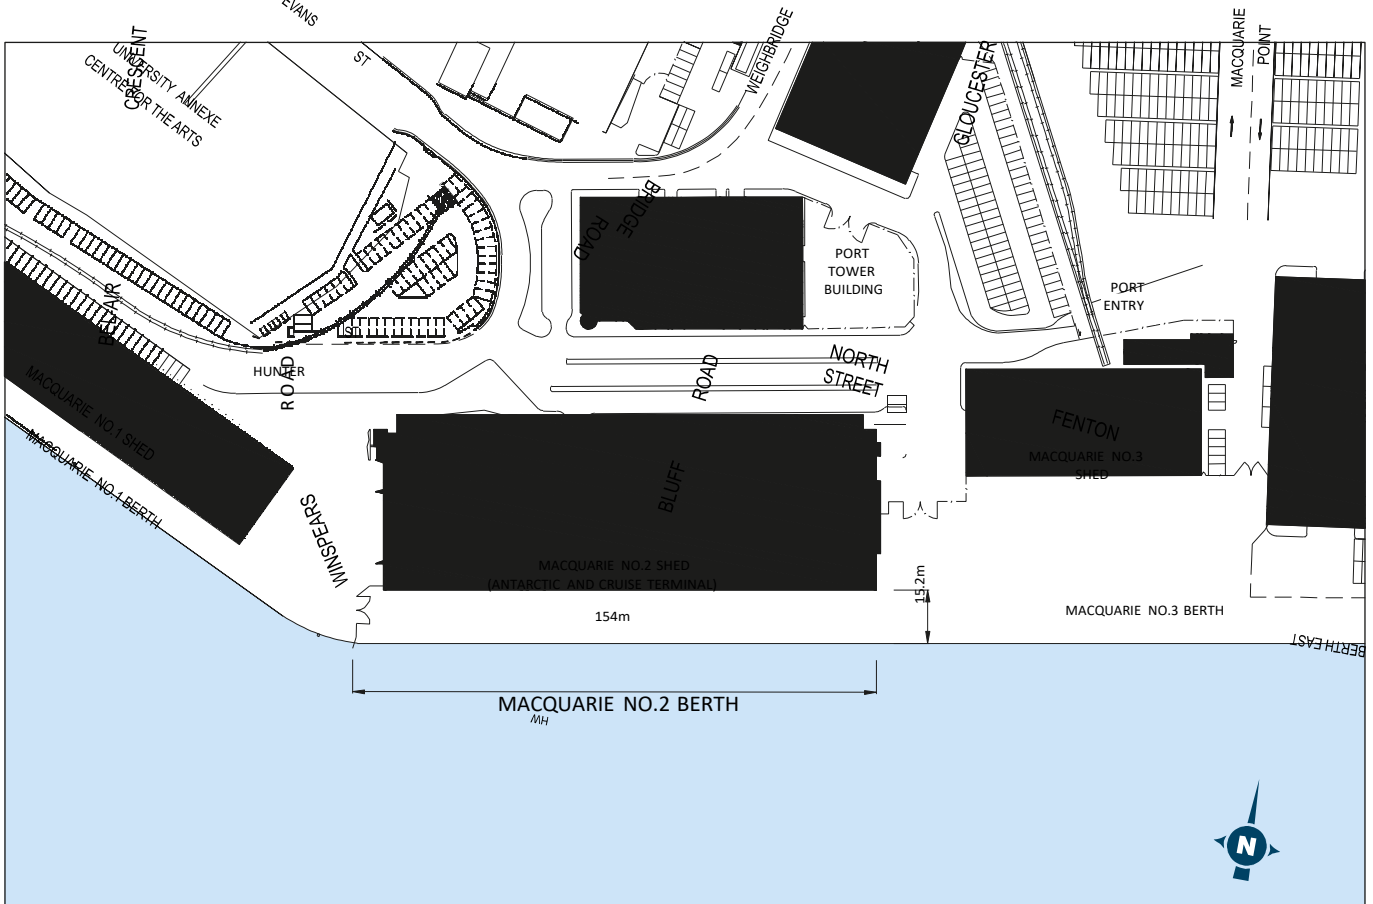 EVANS
ST
CRESCENT
UNIVERSITY ANNEXE
CENTRE FOR THE ARTS
WEIGHBRIDGE
GLOUCESTER
MACQUARIE
POINT
BRIDGE
ROAD
PORT
TOWER
BUILDING
PORT
ENTRY
BELAIR
HUNTER
ROAD
ROAD
NORTH
STREET
MACQUARIE NO.1 SHED
MACQUARIE NO.1 BERTH
FENTON
MACQUARIE NO.3
SHED
BLUFF
WINSPEARS
MACQUARIE NO.2 SHED
(ANTARCTIC AND CRUISE TERMINAL)
154m
15.2m
MACQUARIE NO.3 BERTH
BERTH EAST
MACQUARIE NO.2 BERTH
HW
N